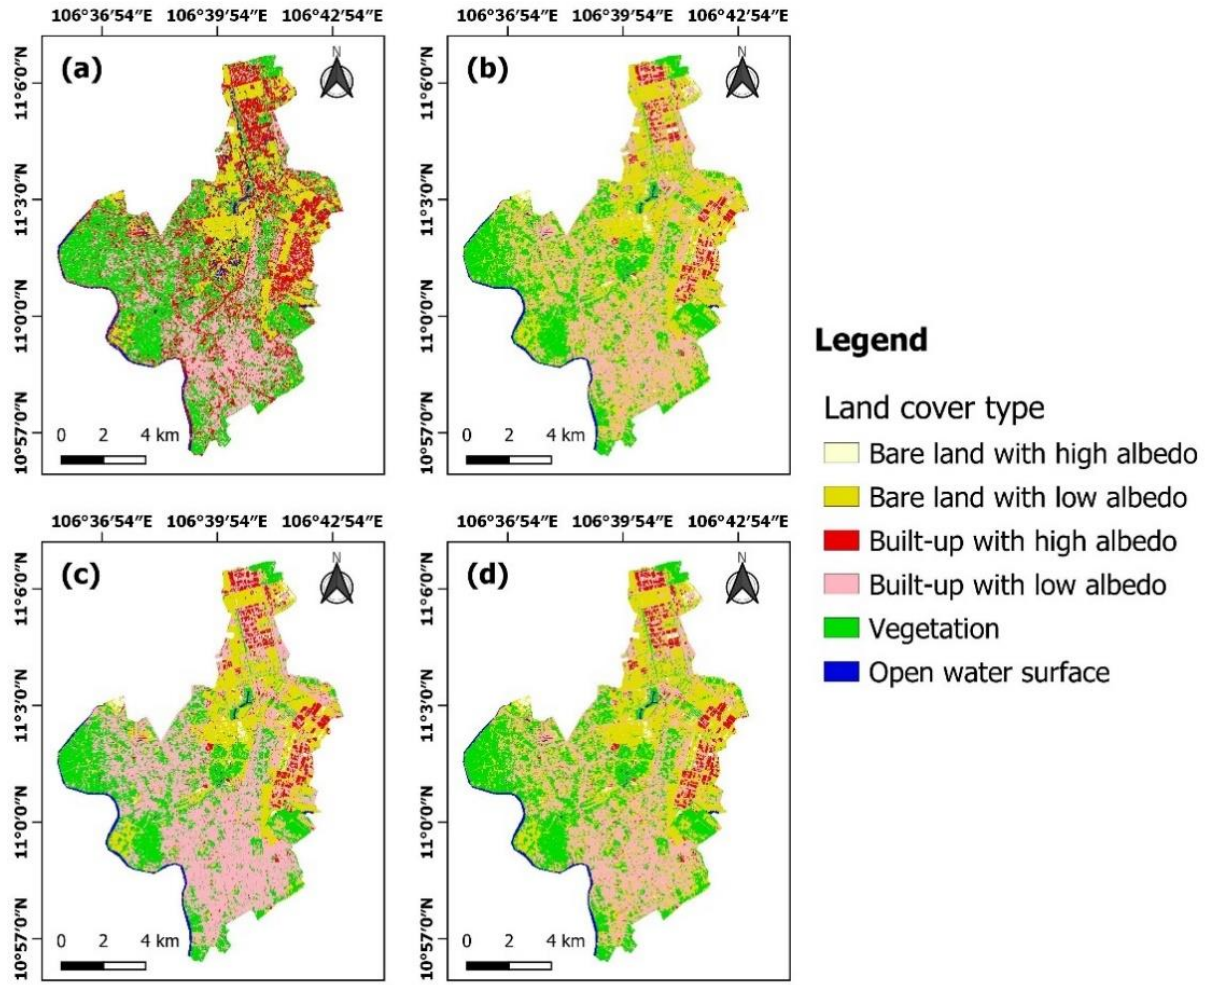 106°36′54″E 106°39′54″E 106°42′54″E
106°36′54″E 106°39′54″E 106°42′54″E
(a)
N
11°6′0″N
11°3′0″N
11°0′0″N
10°57′0″N
0 2 4 km
(b)
N
11°6′0″N
11°3′0″N
11°0′0″N
10°57′0″N
0 2 4 km
106°36′54″E 106°39′54″E 106°42′54″E
106°36′54″E 106°39′54″E 106°42′54″E
(c)
N
11°6′0″N
11°3′0″N
11°0′0″N
10°57′0″N
0 2 4 km
(d)
N
11°6′0″N
11°3′0″N
11°0′0″N
10°57′0″N
0 2 4 km
Legend
Land cover type
Bare land with high albedo
Bare land with low albedo
Built-up with high albedo
Built-up with low albedo
Vegetation
Open water surface